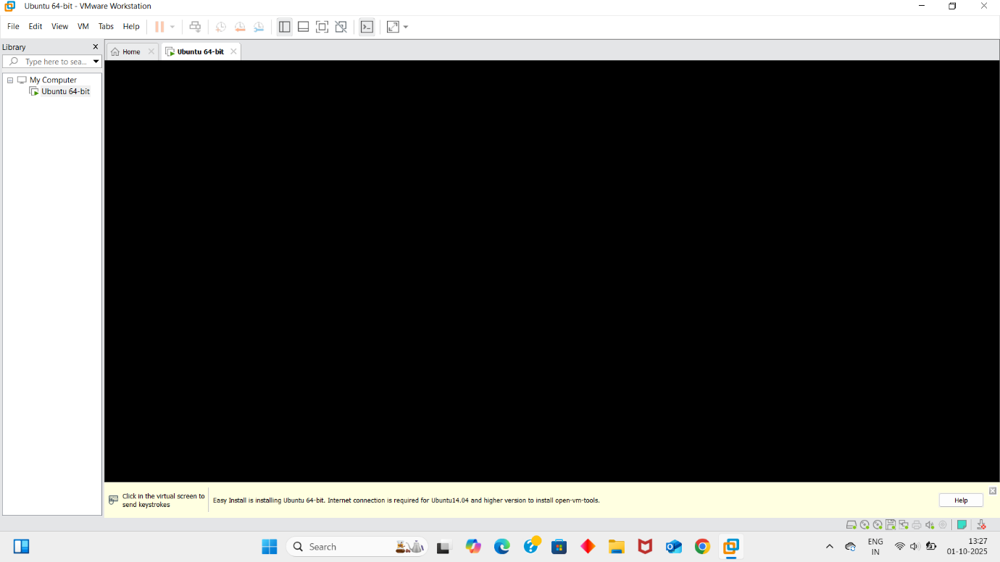 Ubuntu 64-bit - VMware Workstation
File Edit View VM Tabs Help
Library
Home
Ubuntu 64-bit
Type here to sea...
My Computer
Ubuntu 64-bit
Click in the virtual screen to
send keystrokes
Easy Install is installing Ubuntu 64-bit. Internet connection is required for Ubuntu14.04 and higher version to install open-vm-tools.
Help
Search
ENG
IN
13:27
01-10-2025